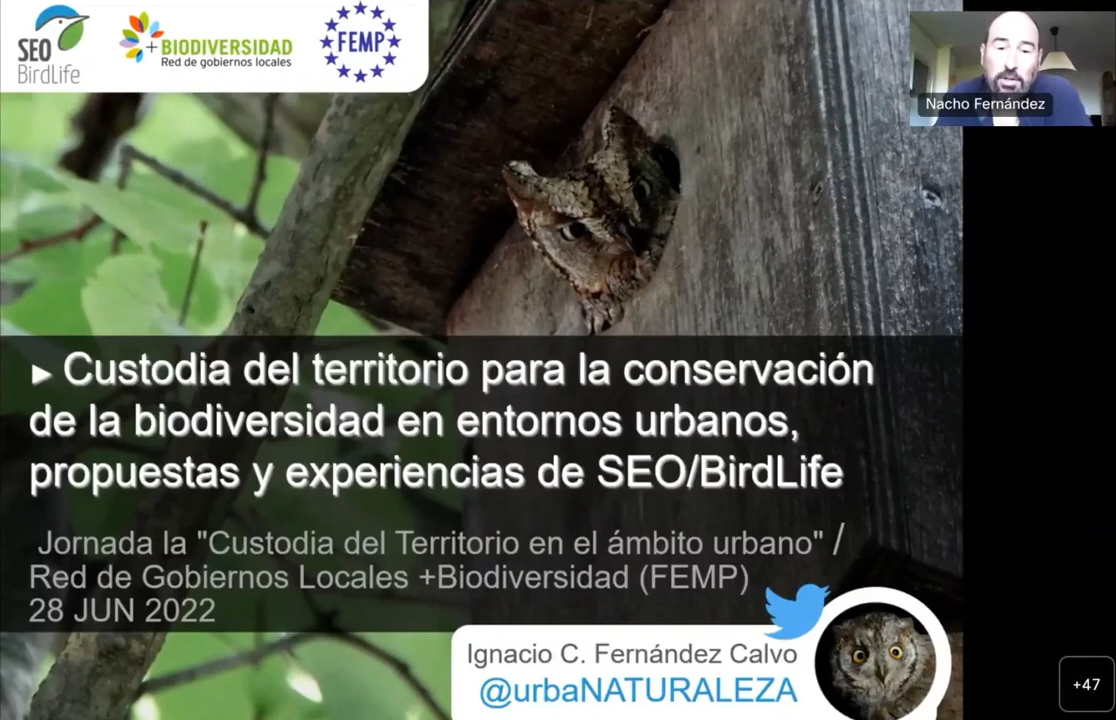 SEO
BirdLife
+BIODIVERSIDAD
Red de gobiernos locales
FEMP
Nacho Fernández
► Custodia del territorio para la conservación
de la biodiversidad en entornos urbanos,
propuestas y experiencias de SEO/BirdLife
Jornada la "Custodia del Territorio en el ámbito urbano" /
Red de Gobiernos Locales +Biodiversidad (FEMP)
28 JUN 2022
Ignacio C. Fernández Calvo
@urbaNATURALEZA
+47